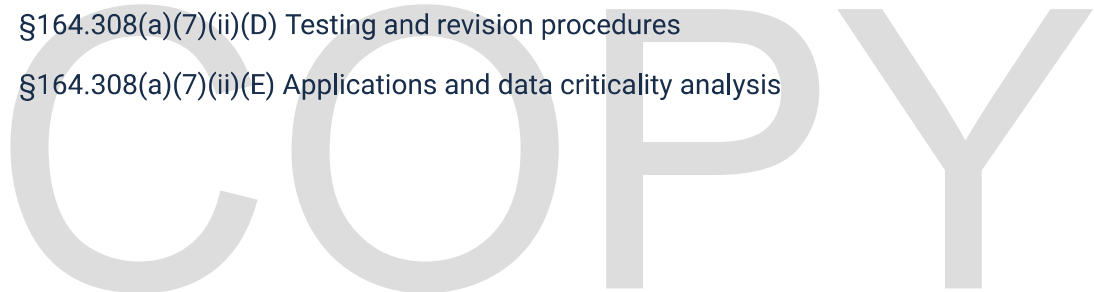 §164.308(a)(7)(ii)(D) Testing and revision procedures
§164.308(a)(7)(ii)(E) Applications and data criticality analysis
COPY